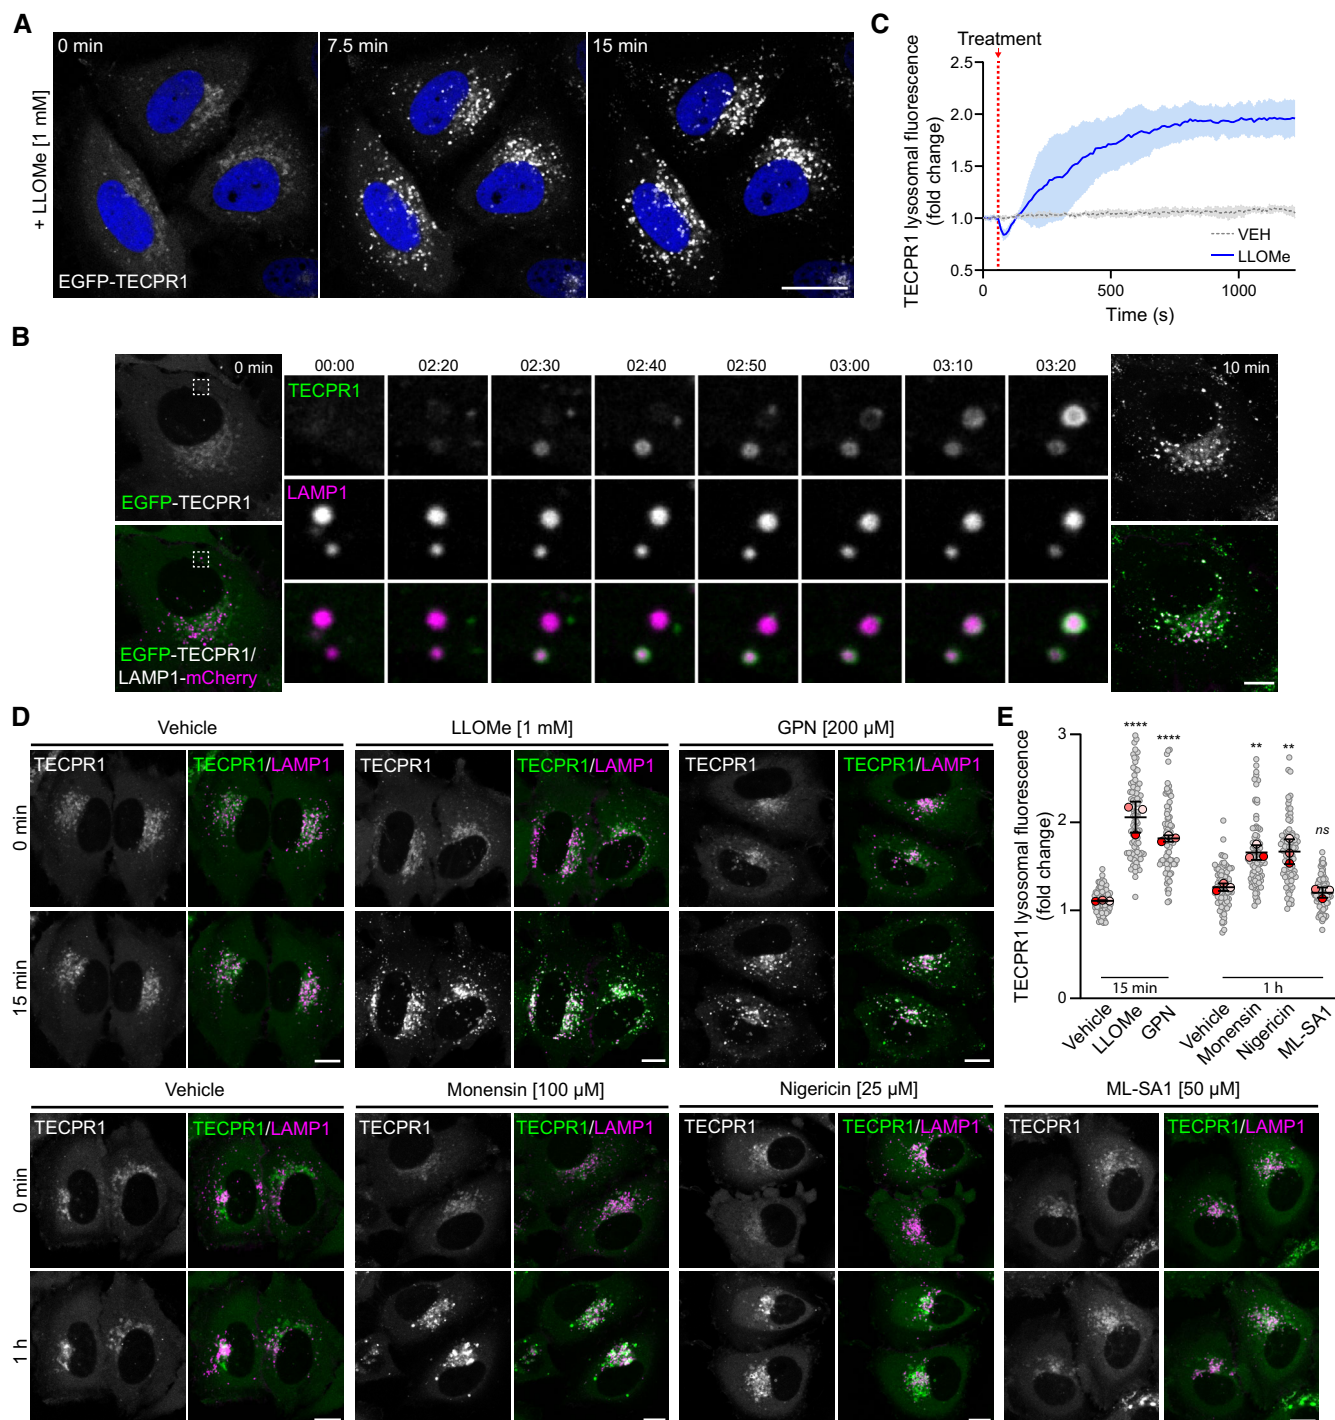 A
0 min
7.5 min
15 min
+ LLOMe [1 mM]
EGFP-TECPR1
C
Treatment
TECPR1 lysosomal fluorescence
(fold change)
2.5
2.0
1.5
1.0
0.5
VEH
LLOMe
0
500
1000
Time (s)
B
0 min
EGFP-TECPR1
EGFP-TECPR1/
LAMP1-mCherry
00:00
02:20
02:30
02:40
02:50
03:00
03:10
03:20
TECPR1
LAMP1
10 min
D
Vehicle
LLOMe [1 mM]
GPN [200 µM]
TECPR1
TECPR1/LAMP1
TECPR1
TECPR1/LAMP1
TECPR1
TECPR1/LAMP1
0 min
15 min
Vehicle
Monensin [100 µM]
Nigericin [25 µM]
ML-SA1 [50 µM]
TECPR1
TECPR1/LAMP1
TECPR1
TECPR1/LAMP1
TECPR1
TECPR1/LAMP1
TECPR1
TECPR1/LAMP1
0 min
1 h
E
TECPR1 lysosomal fluorescence
(fold change)
3
2
1
0
****
****
**
**
ns
15 min
1 h
Vehicle
LLOMe
GPN
Vehicle
Monensin
Nigericin
ML-SA1